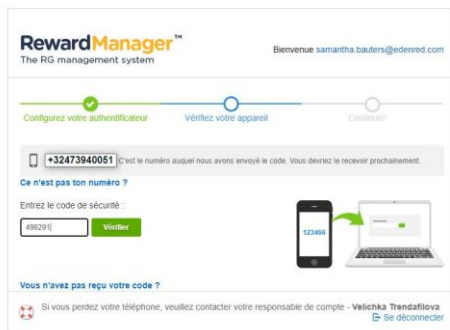 RewardManager™
The RG management system
Bienvenue samantha.bauters@edenred.com
Configurez votre authentificateur
Vérifiez votre appareil
Continuer
+32473940051 C'est le numéro auquel nous avons envoyé le code. Vous devriez le recevoir prochainement.
Ce n'est pas ton numéro ?
Entrez le code de sécurité :
499291
Vérifier
123456
Vous n'avez pas reçu votre code ?
Si vous perdez votre téléphone, veuillez contacter votre responsable de compte - Velichka Trendafilova
Se déconnecter